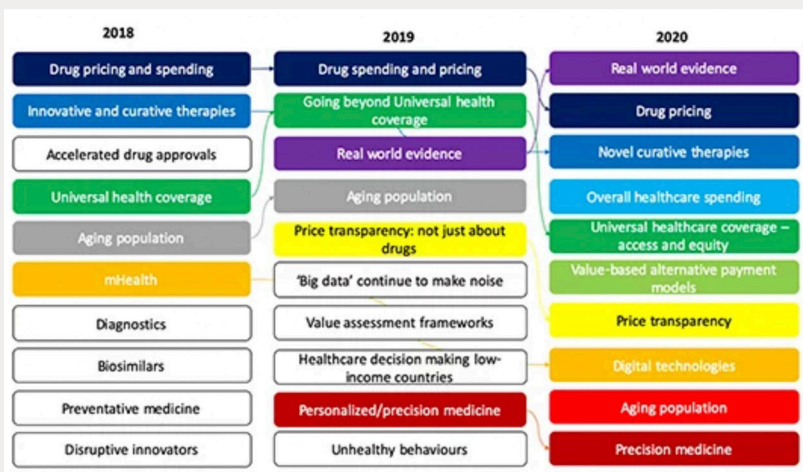 2018
Drug pricing and spending
Innovative and curative therapies
Accelerated drug approvals
Universal health coverage
Aging population
mHealth
Diagnostics
Biosimilars
Preventative medicine
Disruptive innovators
2019
Drug spending and pricing
Going beyond Universal health
coverage
Real world evidence
Aging population
Price transparency: not just about
drugs
‘Big data’ continue to make noise
Value assessment frameworks
Healthcare decision making low-
income countries
Personalized/precision medicine
Unhealthy behaviours
2020
Real world evidence
Drug pricing
Novel curative therapies
Overall healthcare spending
Universal healthcare coverage –
access and equity
Value-based alternative payment
models
Price transparency
Digital technologies
Aging population
Precision medicine